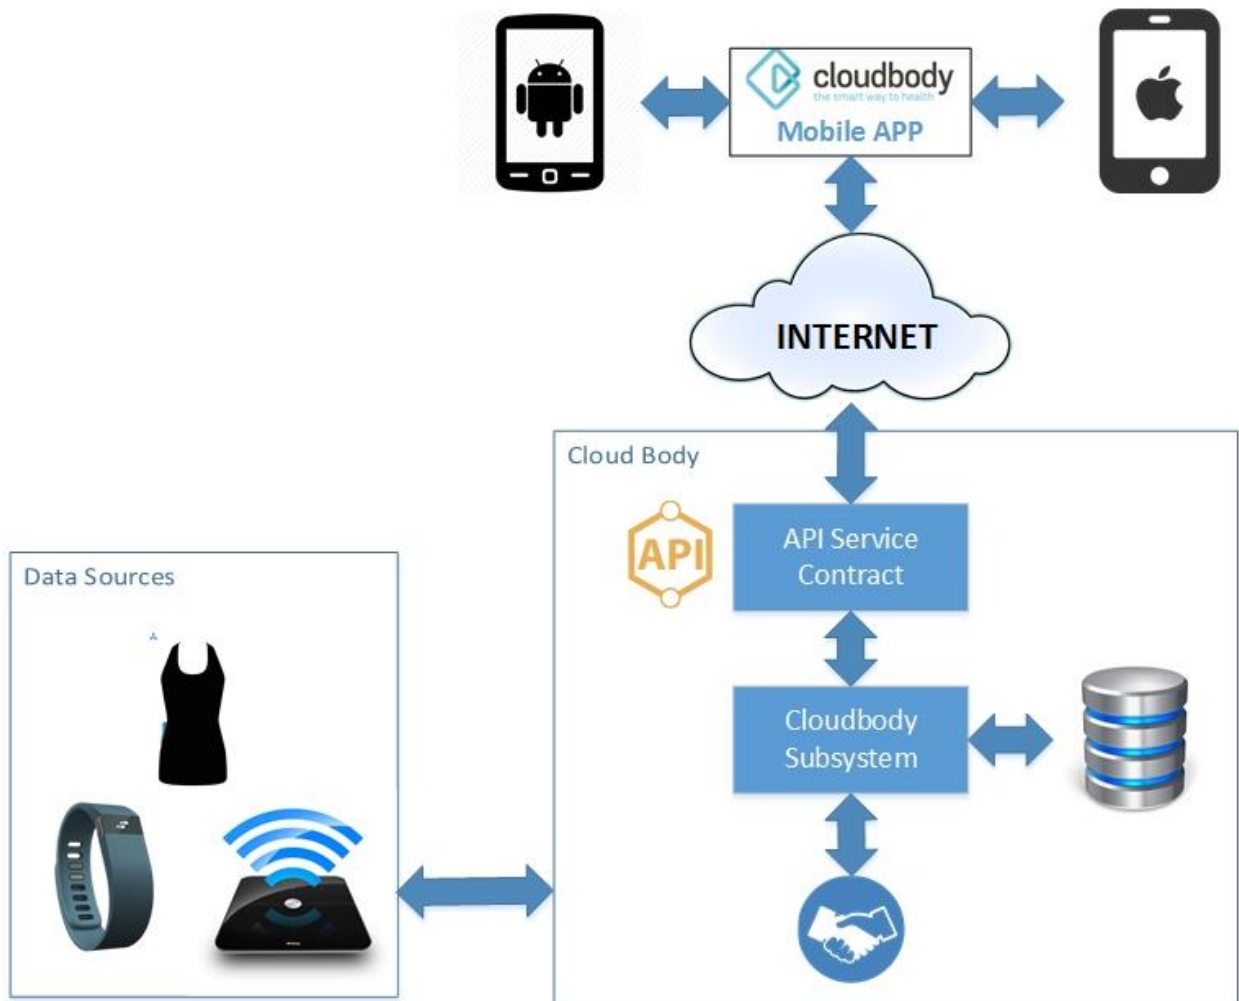 cloudbody
the smart way to health
Mobile APP
INTERNET
Cloud Body
API
API Service
Contract
Data Sources
Cloudbody
Subsystem